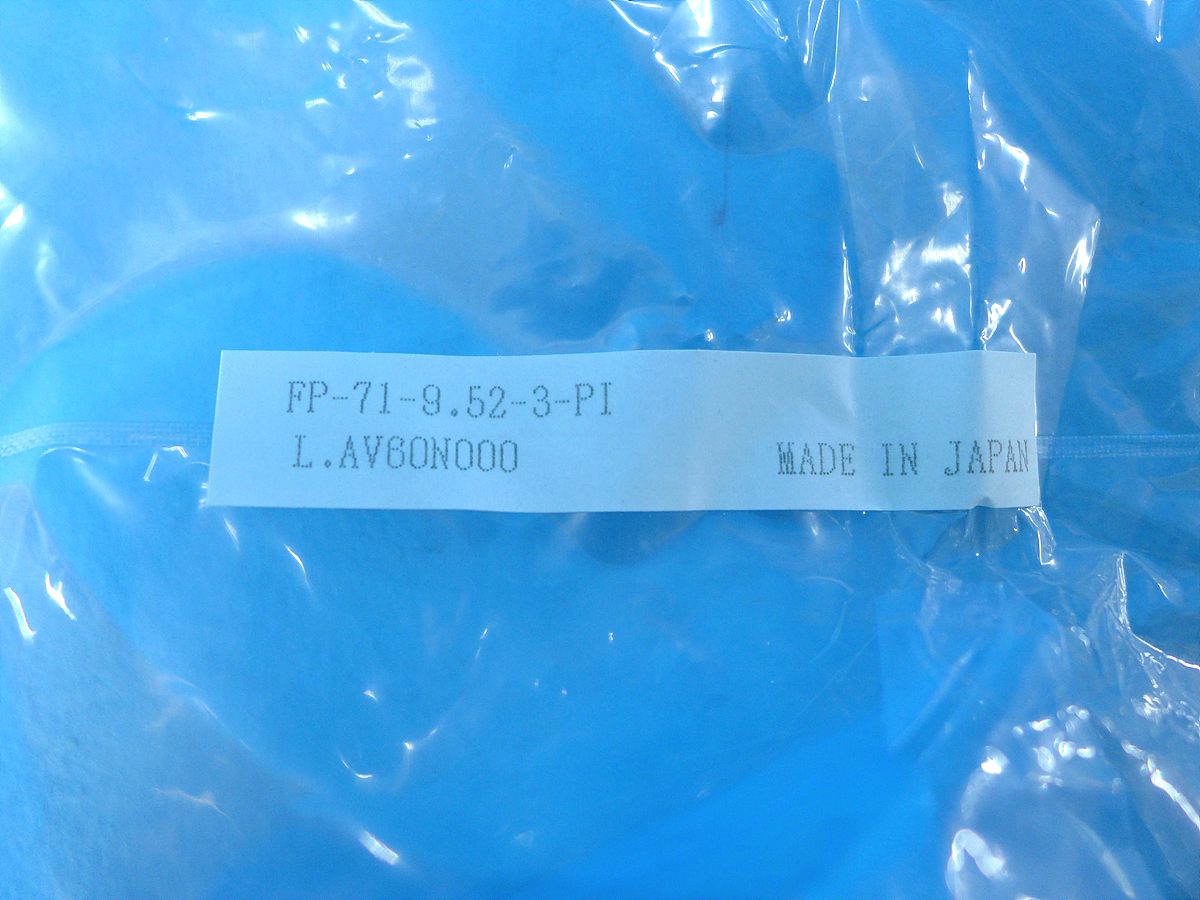 FP-71-9.52-3-PI
L.AV60N000 MADE IN JAPAN